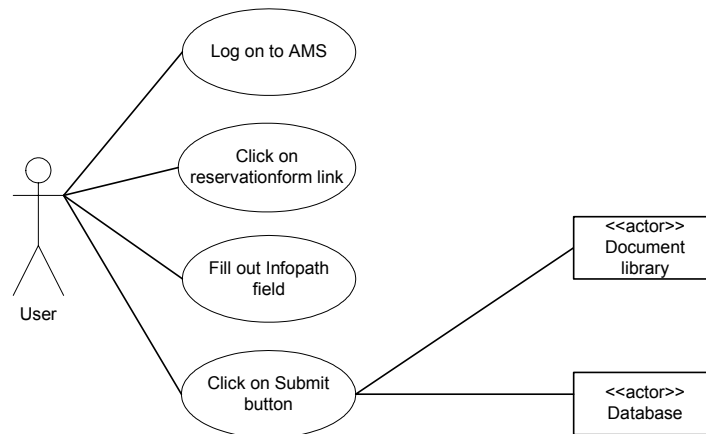 Log on to AMS
Click on
reservationform link
Fill out Infopath
field
User
Click on Submit
button
<<actor>>
Document
library
<<actor>>
Database